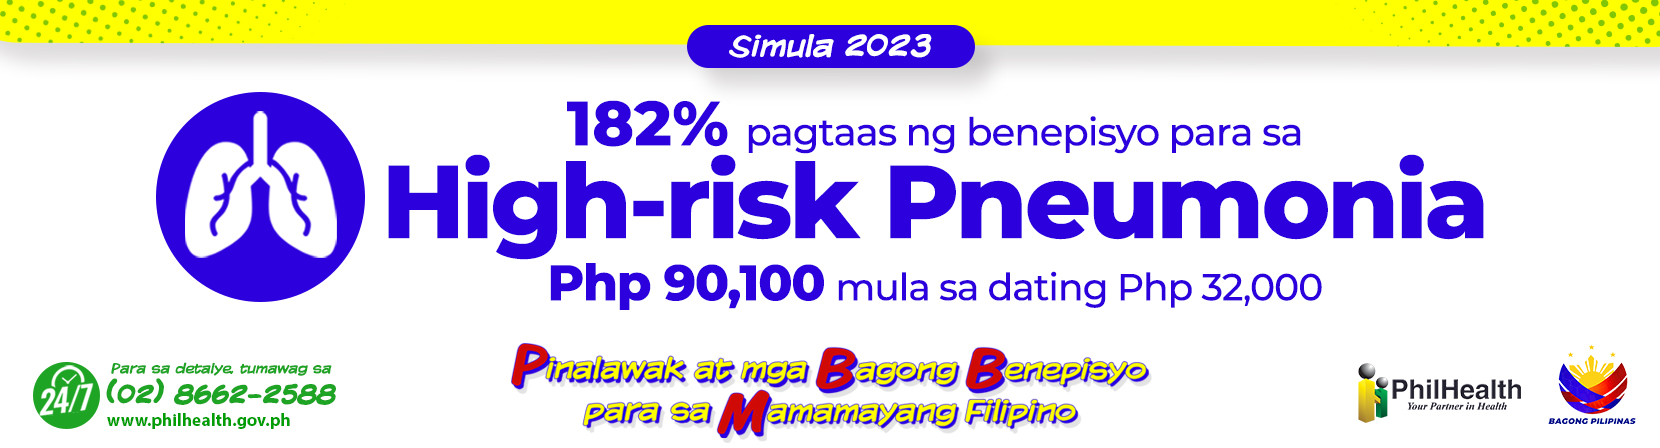 Simula 2023
182% pagtaas ng benepisyo para sa
High-risk Pneumonia
Php 90,100 mula sa dating Php 32,000
24/7
Para sa detalye, tumawag sa
(02) 8662-2588
www.philhealth.gov.ph
Pinalawak at mga Bagong Benepisyo
para sa Mamamayang Filipino
PhilHealth
Your Partner in Health
BAGONG PILIPINAS